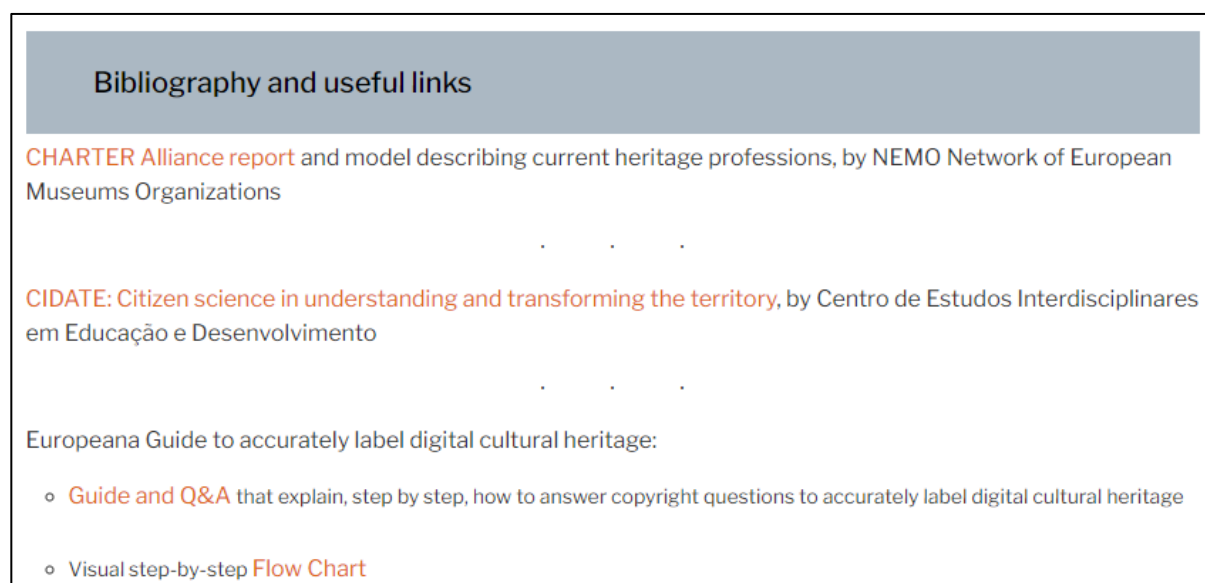 Bibliography and useful links
CHARTER Alliance report and model describing current heritage professions, by NEMO Network of European
Museums Organizations
. . .
CIDATE: Citizen science in understanding and transforming the territory, by Centro de Estudos Interdisciplinares
em Educação e Desenvolvimento
. . .
Europeana Guide to accurately label digital cultural heritage:
Guide and Q&A that explain, step by step, how to answer copyright questions to accurately label digital cultural heritage
Visual step-by-step Flow Chart